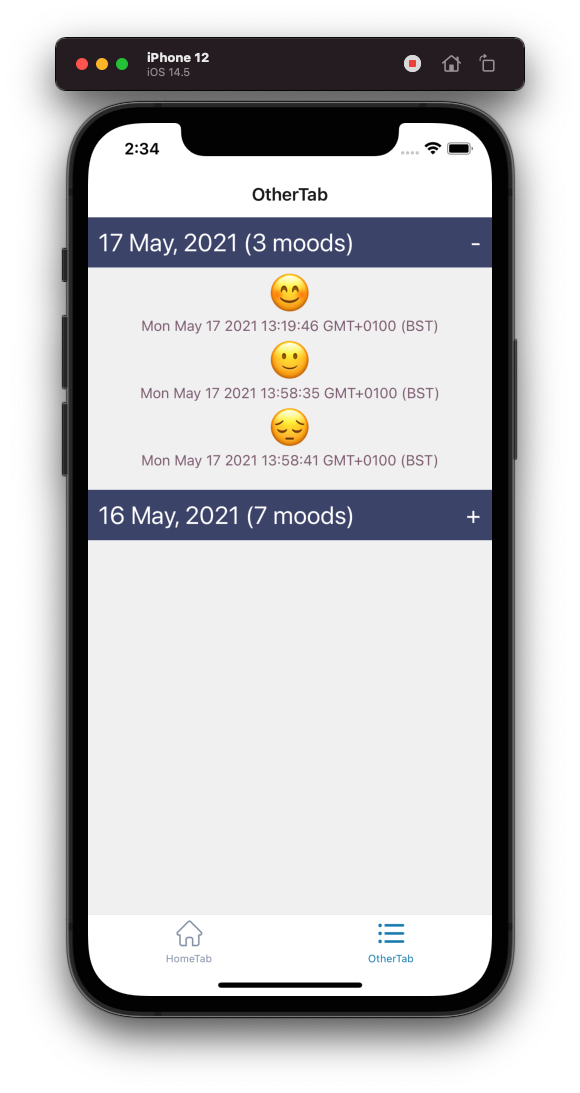 iPhone 12
iOS 14.5
2:34
OtherTab
17 May, 2021 (3 moods) -
Mon May 17 2021 13:19:46 GMT+0100 (BST)
Mon May 17 2021 13:58:35 GMT+0100 (BST)
Mon May 17 2021 13:58:41 GMT+0100 (BST)
16 May, 2021 (7 moods) +
HomeTab OtherTab